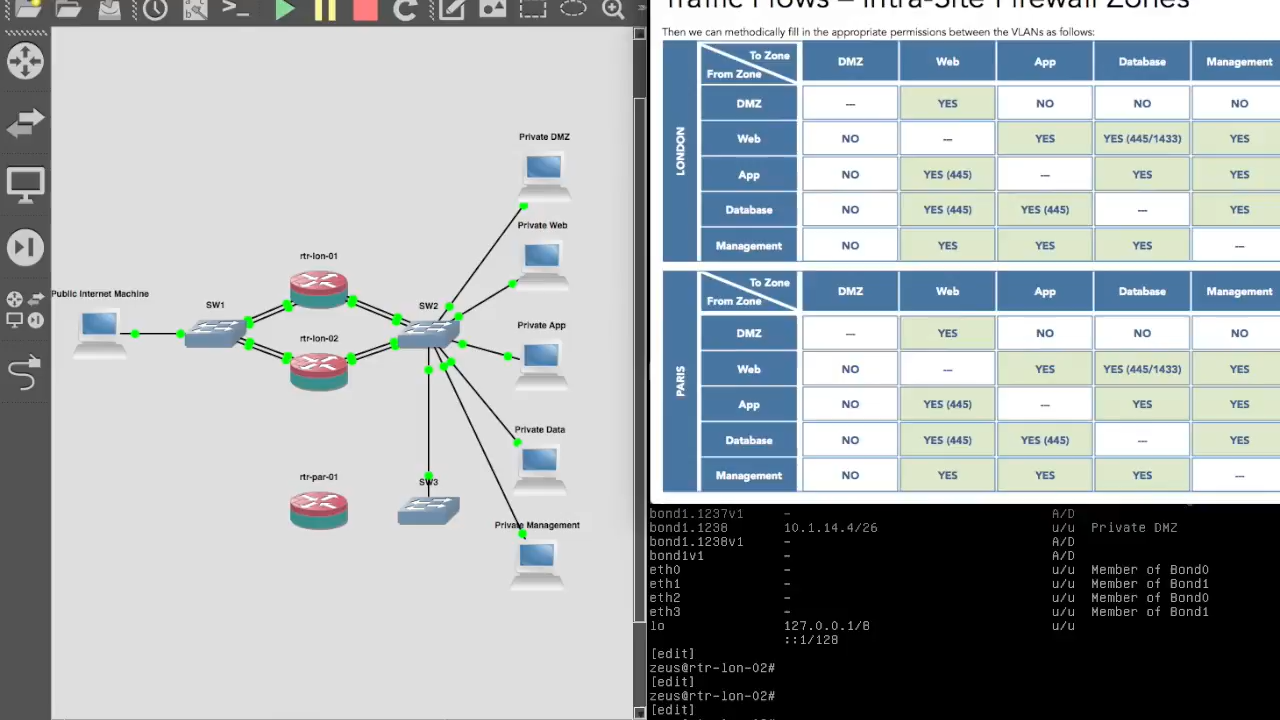 Traffic Flows – Intra-Site Firewall Zones
Then we can methodically fill in the appropriate permissions between the VLANs as follows:
LONDON
To Zone
From Zone
DMZ Web App Database Management
DMZ --- YES NO NO NO
Web NO --- YES YES (445/1433) YES
App NO YES (445) --- YES YES
Database NO YES (445) YES (445) --- YES
Management NO YES YES YES ---
PARIS
To Zone
From Zone
DMZ Web App Database Management
DMZ --- YES NO NO NO
Web NO --- YES YES (445/1433) YES
App NO YES (445) --- YES YES
Database NO YES (445) YES (445) --- YES
Management NO YES YES YES ---
Private DMZ
Private Web
rtr-lon-01
Public Internet Machine
SW1
SW2
Private App
rtr-lon-02
Private Data
rtr-par-01
SW3
Private Management
bond1.1237v1 - A/D
bond1.1238 10.1.14.4/26 u/u Private DMZ
bond1.1238v1 - A/D
bond1v1 - A/D
eth0 - u/u Member of Bond0
eth1 - u/u Member of Bond1
eth2 - u/u Member of Bond0
eth3 - u/u Member of Bond1
lo 127.0.0.1/8 u/u
::1/128
[edit]
zeus@rtr-lon-02#
[edit]
zeus@rtr-lon-02#
[edit]